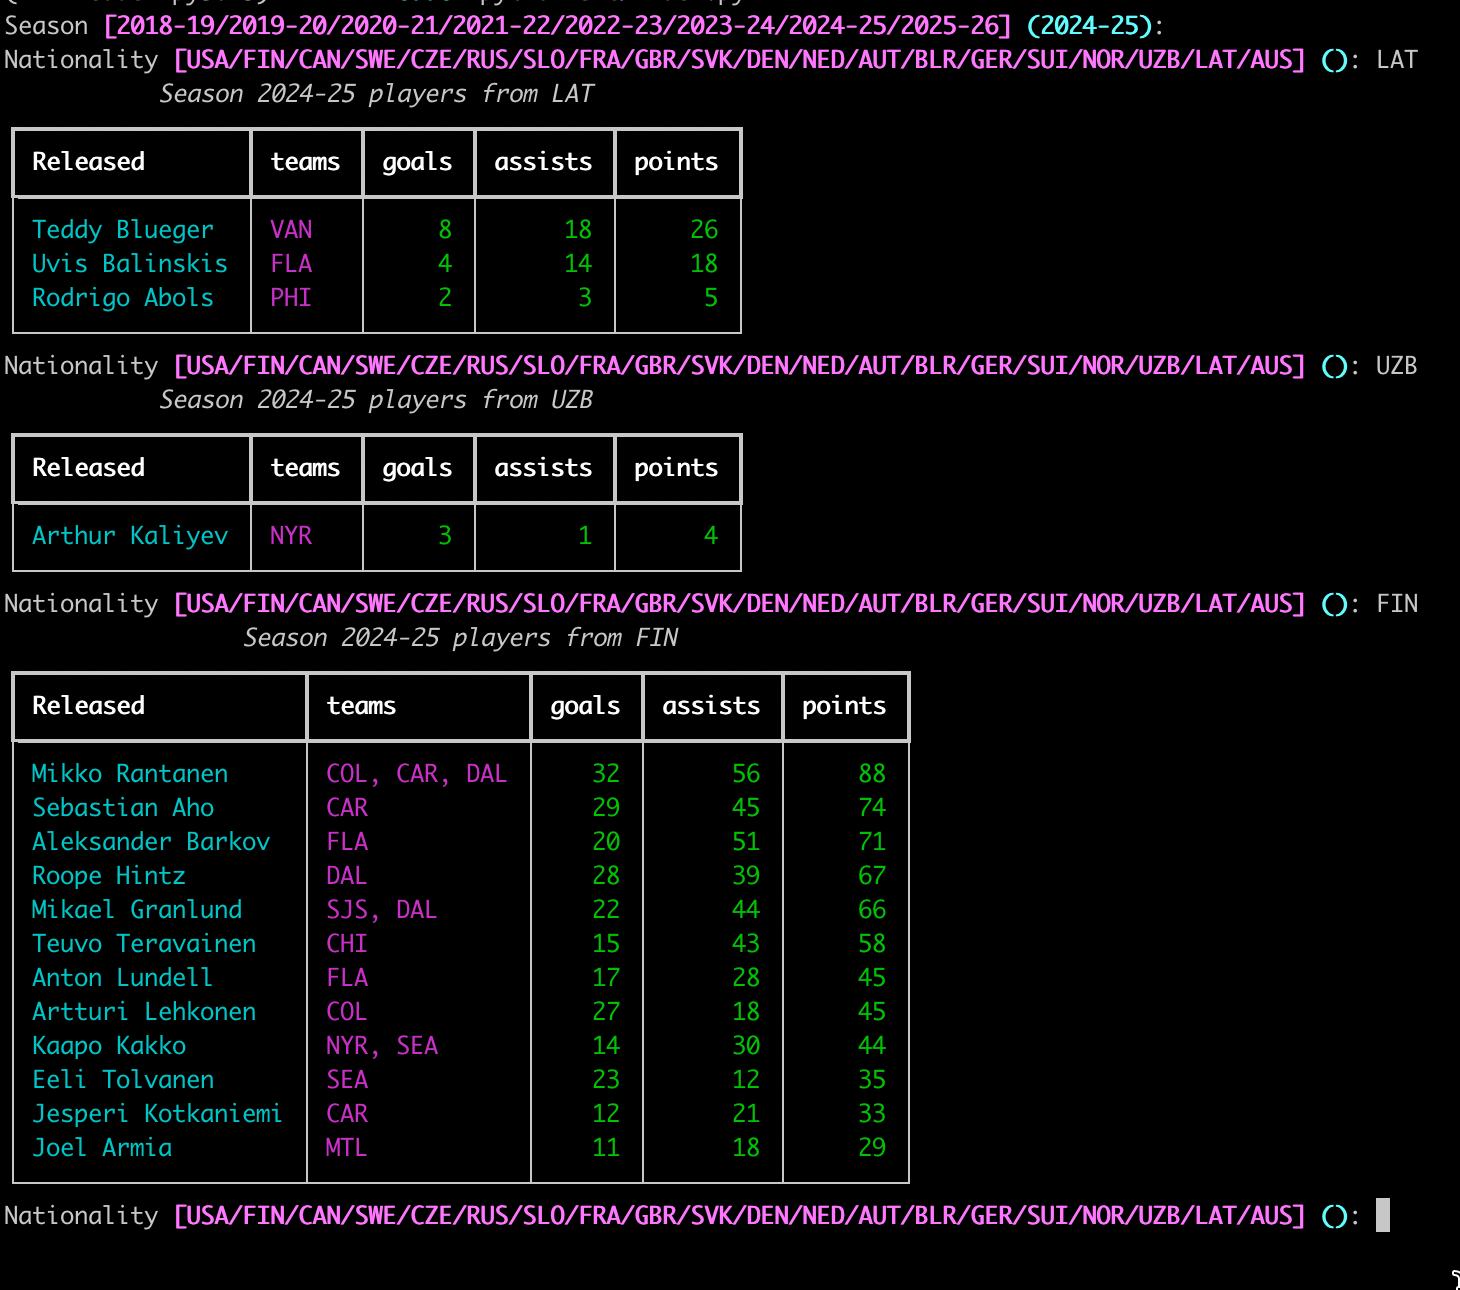 Season [2018-19/2019-20/2020-21/2021-22/2022-23/2023-24/2024-25/2025-26] (2024-25):
Nationality [USA/FIN/CAN/SWE/CZE/RUS/SLO/FRA/GBR/SVK/DEN/NED/AUT/BLR/GER/SUI/NOR/UZB/LAT/AUS] (): LAT
Season 2024-25 players from LAT
Released teams goals assists points
Teddy Blueger VAN 8 18 26
Uvis Balinskis FLA 4 14 18
Rodrigo Abols PHI 2 3 5
Nationality [USA/FIN/CAN/SWE/CZE/RUS/SLO/FRA/GBR/SVK/DEN/NED/AUT/BLR/GER/SUI/NOR/UZB/LAT/AUS] (): UZB
Season 2024-25 players from UZB
Released teams goals assists points
Arthur Kaliyev NYR 3 1 4
Nationality [USA/FIN/CAN/SWE/CZE/RUS/SLO/FRA/GBR/SVK/DEN/NED/AUT/BLR/GER/SUI/NOR/UZB/LAT/AUS] (): FIN
Season 2024-25 players from FIN
Released teams goals assists points
Mikko Rantanen COL, CAR, DAL 32 56 88
Sebastian Aho CAR 29 45 74
Aleksander Barkov FLA 20 51 71
Roope Hintz DAL 28 39 67
Mikael Granlund SJS, DAL 22 44 66
Teuvo Teravainen CHI 15 43 58
Anton Lundell FLA 17 28 45
Artturi Lehkonen COL 27 18 45
Kaapo Kakko NYR, SEA 14 30 44
Eeli Tolvanen SEA 23 12 35
Jesperi Kotkaniemi CAR 12 21 33
Joel Armia MTL 11 18 29
Nationality [USA/FIN/CAN/SWE/CZE/RUS/SLO/FRA/GBR/SVK/DEN/NED/AUT/BLR/GER/SUI/NOR/UZB/LAT/AUS] ():